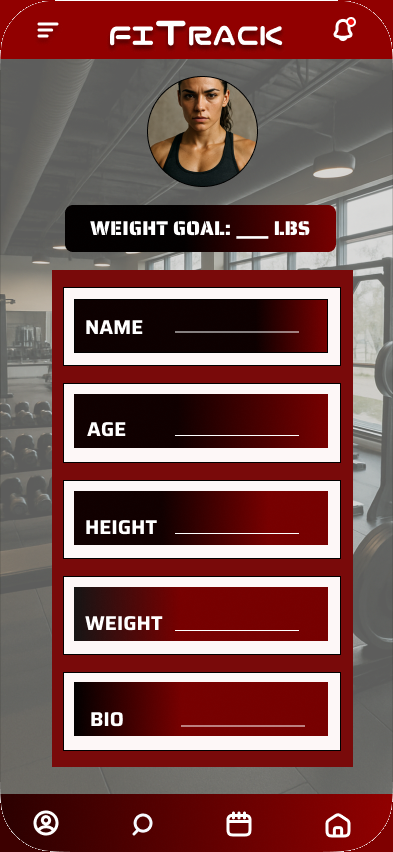 FITRACK
WEIGHT GOAL: ___ LBS
NAME
AGE
HEIGHT
WEIGHT
BIO